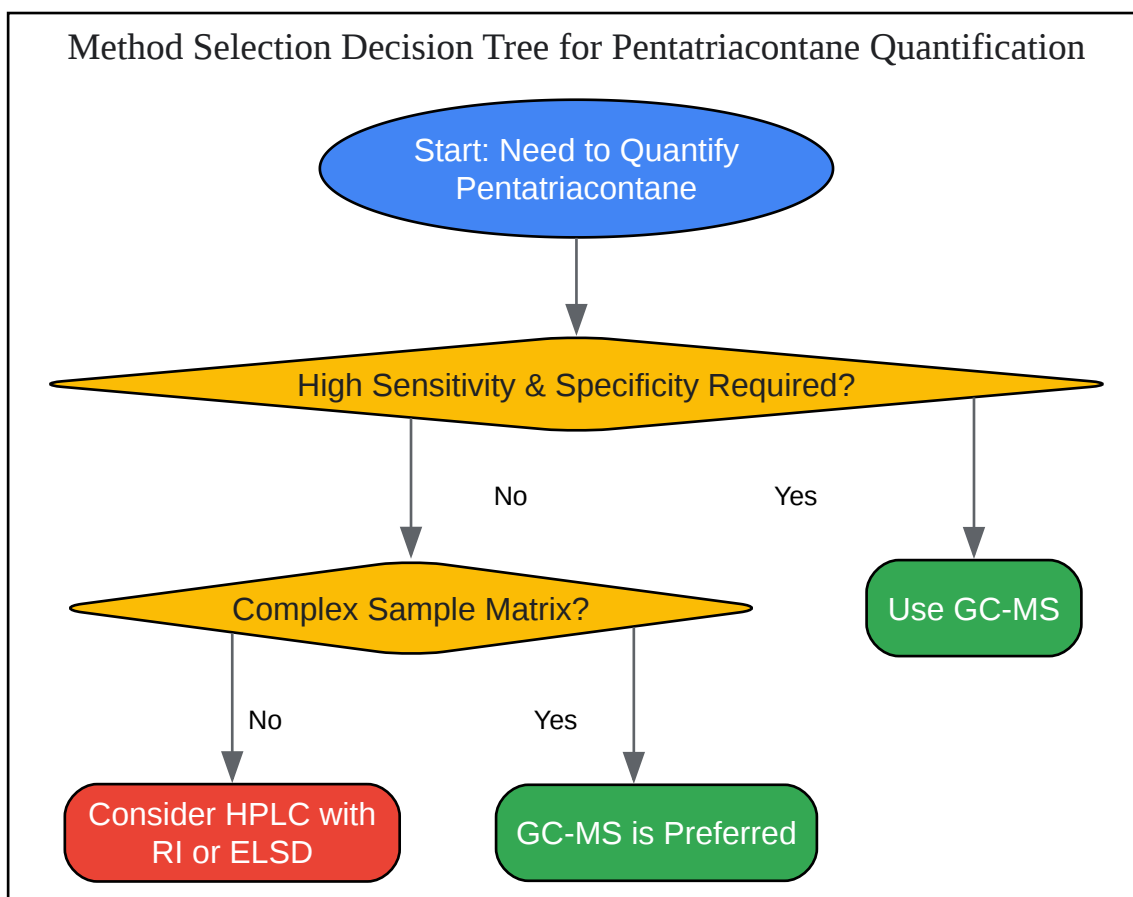 Method Selection Decision Tree for Pentatriacontane Quantification
Start: Need to Quantify
Pentatriacontane
High Sensitivity & Specificity Required?
No
Yes
Complex Sample Matrix?
Use GC-MS
No
Yes
Consider HPLC with
RI or ELSD
GC-MS is Preferred